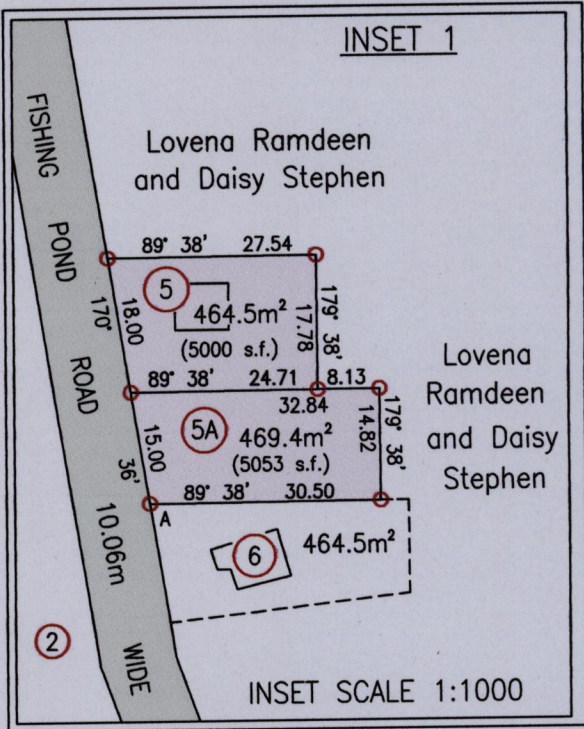 INSET 1
FISHING POND ROAD 10.06m WIDE
Lovena Ramdeen
and Daisy Stephen
89° 38' 27.54
5
464.5m²
(5000 s.f.)
170° 36'
18.00
17.78
179° 38'
89° 38' 24.71 8.13
32.84
Lovena
Ramdeen
and Daisy
Stephen
5A
469.4m²
(5053 s.f.)
15.00
14.82
179° 38'
89° 38' 30.50
A
6
464.5m²
2
INSET SCALE 1:1000